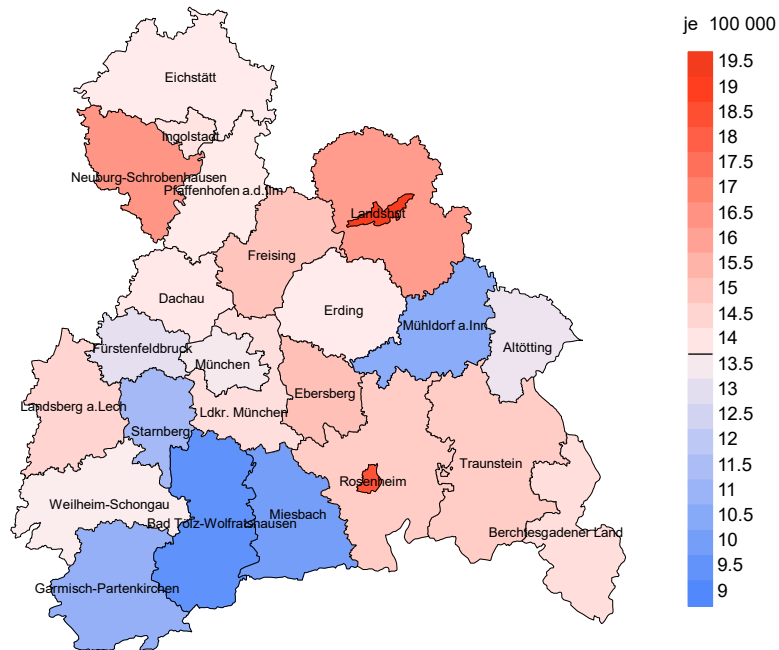 je 100 000
19.5
19
18.5
18
17.5
17
16.5
16
15.5
15
14.5
14
13.5
13
12.5
12
11.5
11
10.5
10
9.5
9
Eichstätt
Ingolstadt
Neuburg-Schrobenhausen
Pfaffenhofen a.d.Ilm
Landshut
Freising
Dachau
Erding
Mühldorf a.Inn
Altötting
Fürstenfeldbruck
München
Ebersberg
Landsberg a.Lech
Ldkr. München
Starnberg
Traunstein
Rosenheim
Weilheim-Schongau
Miesbach
Bad Tölz-Wolfratshausen
Berchtesgadener Land
Garmisch-Partenkirchen